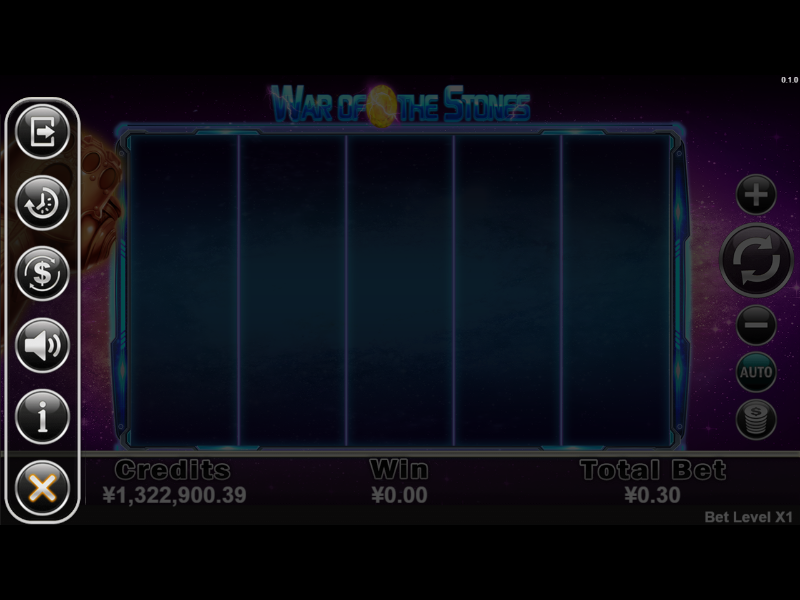 0.1.0
WAR OF THE STONES
AUTO
Credits Win Total Bet
¥1,322,900.39 ¥0.00 ¥0.30
Bet Level X1